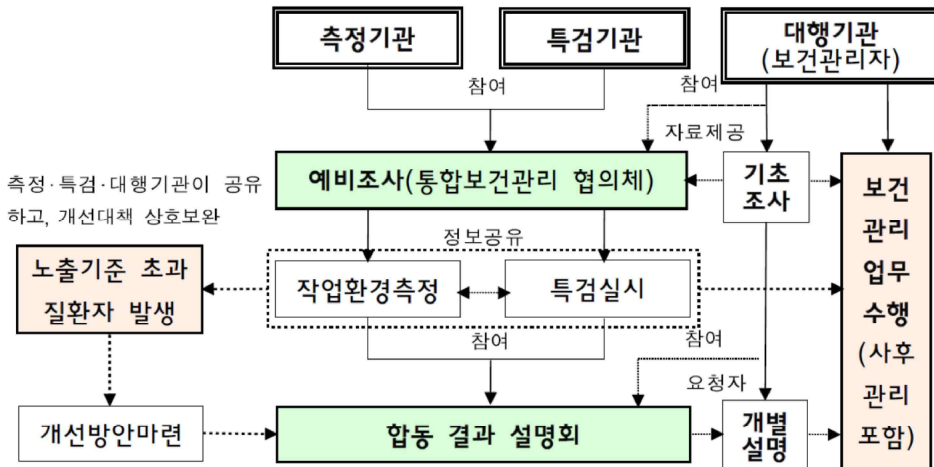 측정기관
특검기관
대행기관
(보건관리자)
참여
참여
참여
자료제공
예비조사(통합보건관리 협의체)
기초
조사
보건
관리
업무
수행
(사후
관리
포함)
측정·특검·대행기관이 공유
하고, 개선대책 상호보완
정보공유
노출기준 초과
질환자 발생
작업환경측정
특검실시
참여
참여
요청자
개선방안마련
합동 결과 설명회
개별
설명